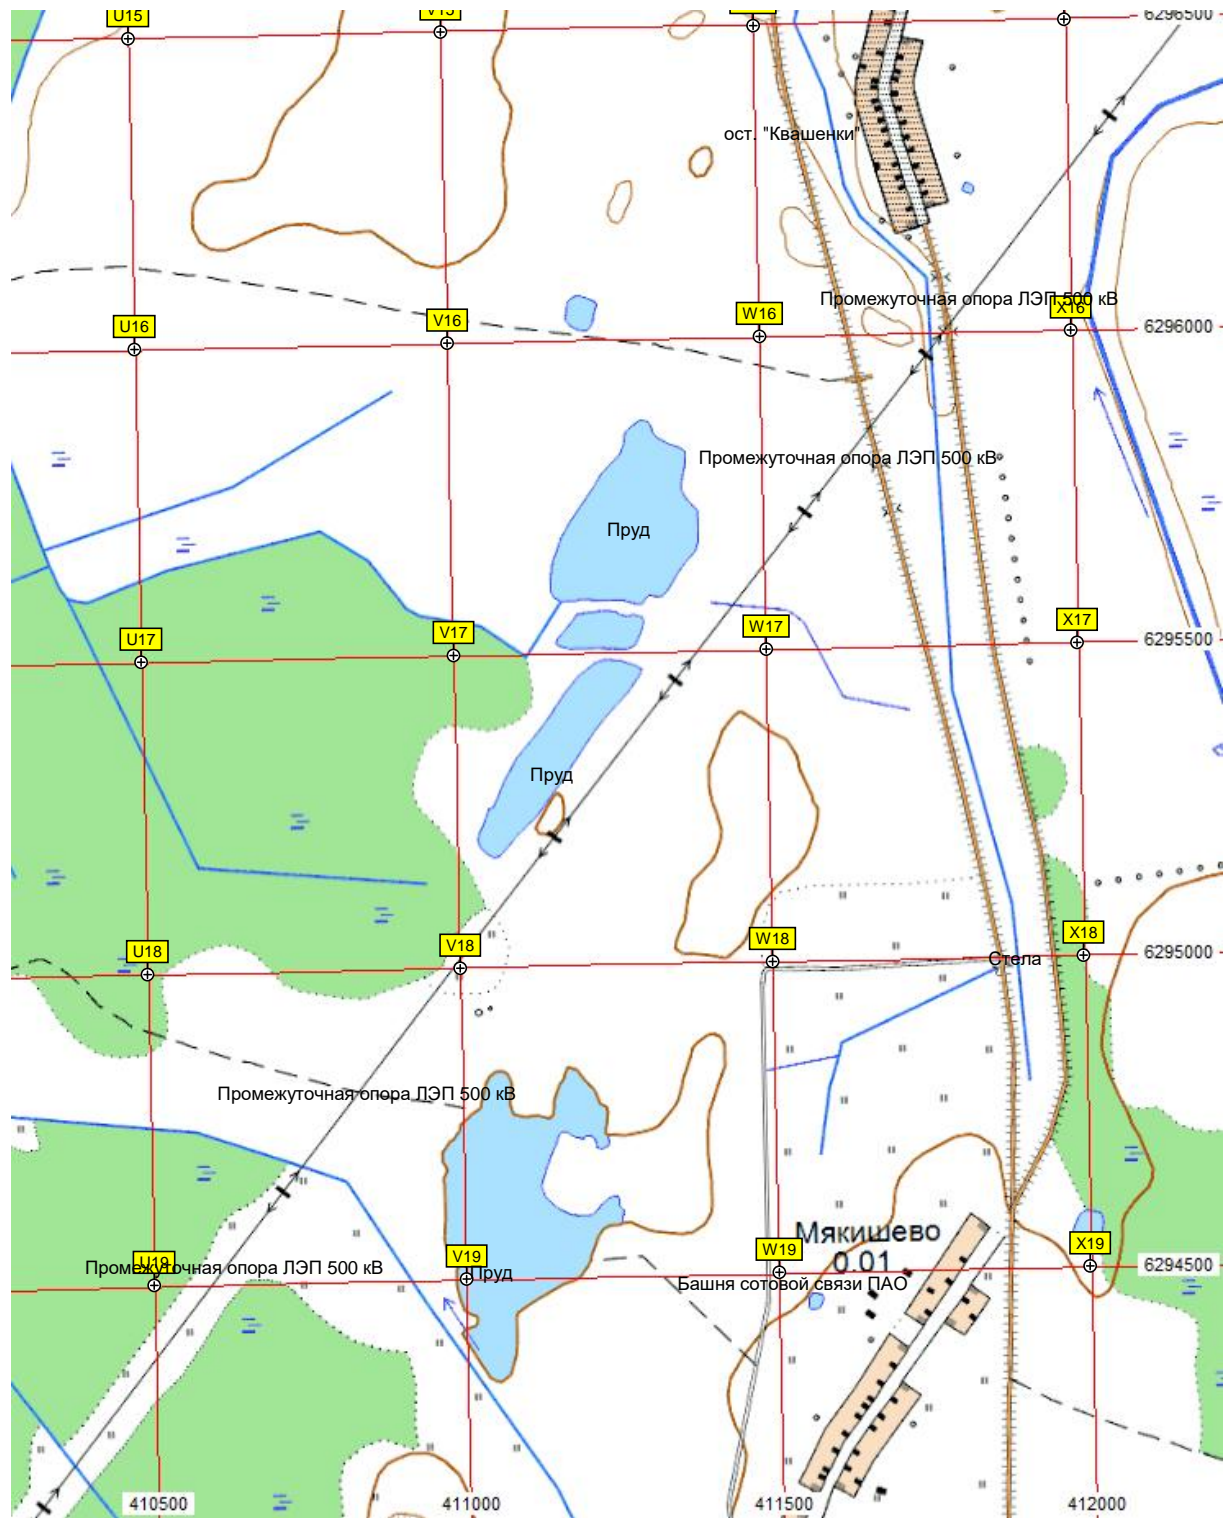 U15
6296500
ост. "Квашенки"
Промежуточная опора ЛЭП 500 кВ
U16
V16
W16
X16
6296000
Промежуточная опора ЛЭП 500 кВ
Пруд
U17
V17
W17
X17
6295500
Пруд
U18
V18
W18
X18
6295000
Стела
Промежуточная опора ЛЭП 500 кВ
Мякишево
0.01
U19
V19
W19
X19
6294500
Промежуточная опора ЛЭП 500 кВ
Пруд
Башня сотовой связи ПАО
410500
411000
411500
412000